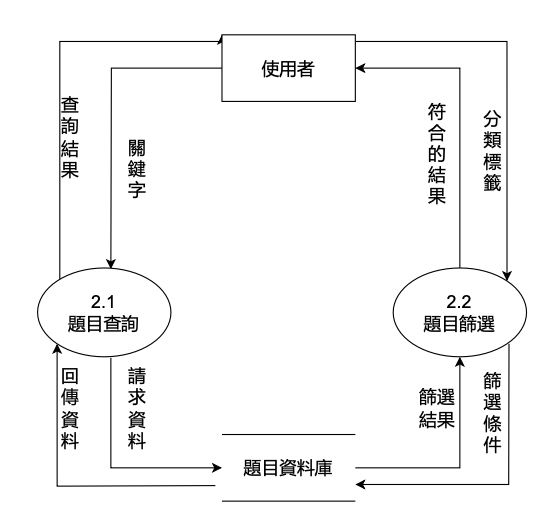 使用者
查詢結果
關鍵字
符合的結果
分類標籤
2.1
題目查詢
2.2
題目篩選
回傳資料
請求資料
篩選
結果
篩選條件
題目資料庫